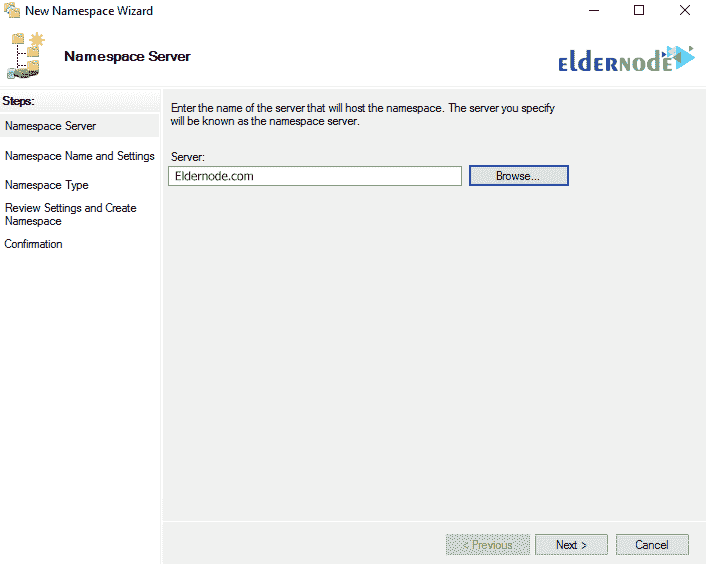 New Namespace Wizard
Namespace Server
ELDERNODE
Steps:
Namespace Server
Namespace Name and Settings
Namespace Type
Review Settings and Create
Namespace
Confirmation
Enter the name of the server that will host the namespace. The server you specify
will be known as the namespace server.
Server:
Eldernode.com
Browse...
< Previous
Next >
Cancel